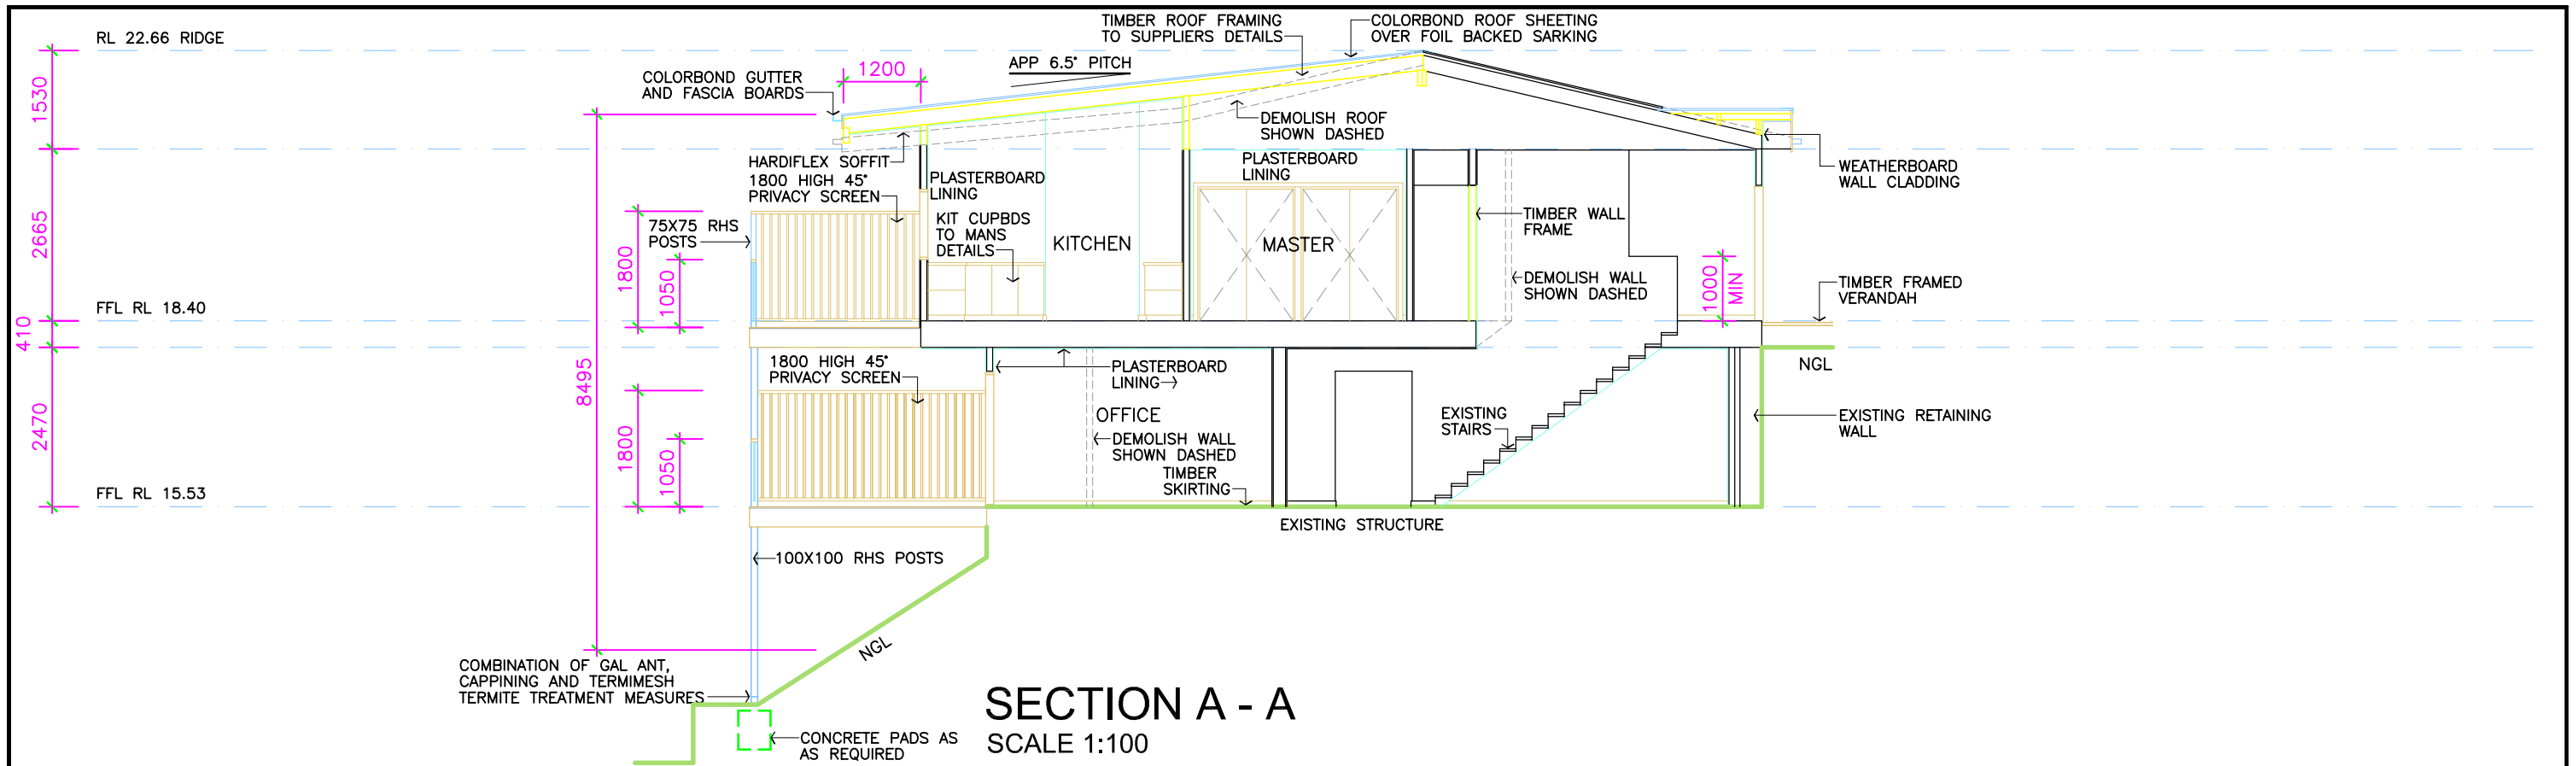 RL 22.66 RIDGE
TIMBER ROOF FRAMING
TO SUPPLIERS DETAILS
COLORBOND ROOF SHEETING
OVER FOIL BACKED SARKING
APP 6.5° PITCH
1200
COLORBOND GUTTER
AND FASCIA BOARDS
1530
DEMOLISH ROOF
SHOWN DASHED
HARDIFLEX SOFFIT
1800 HIGH 45°
PRIVACY SCREEN
PLASTERBOARD
LINING
PLASTERBOARD
LINING
WEATHERBOARD
WALL CLADDING
75X75 RHS
POSTS
KIT CUPBDS
TO MANS
DETAILS
KITCHEN
MASTER
TIMBER WALL
FRAME
2665
1800
1050
DEMOLISH WALL
SHOWN DASHED
1000
MIN
TIMBER FRAMED
VERANDAH
FFL RL 18.40
410
1800 HIGH 45°
PRIVACY SCREEN
PLASTERBOARD
LINING
NGL
8495
2470
1800
1050
OFFICE
DEMOLISH WALL
SHOWN DASHED
EXISTING
STAIRS
EXISTING RETAINING
WALL
TIMBER
SKIRTING
FFL RL 15.53
EXISTING STRUCTURE
100X100 RHS POSTS
NGL
COMBINATION OF GAL ANT,
CAPPINING AND TERMIMESH
TERMITE TREATMENT MEASURES
CONCRETE PADS AS
AS REQUIRED
SECTION A - A
SCALE 1:100